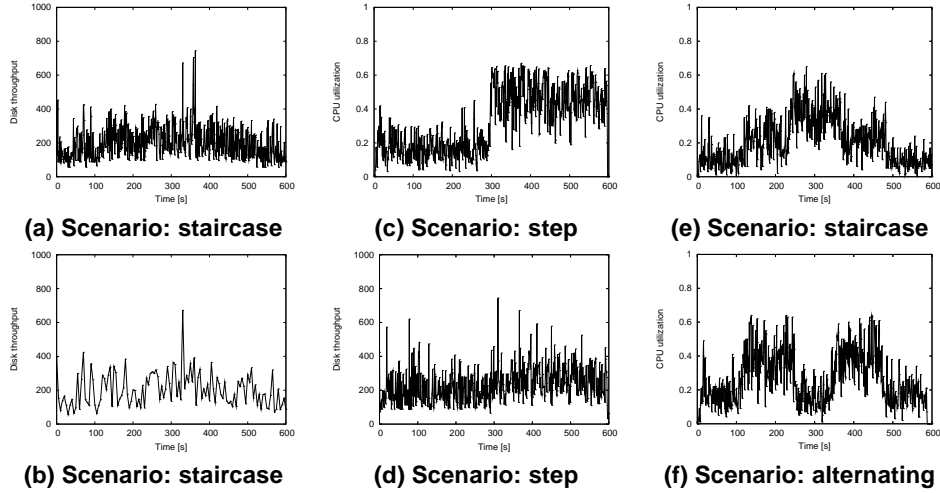 1000
800
600
400
200
0
Disk throughput
0 100 200 300 400 500 600
Time [s]
(a) Scenario: staircase
1
0.8
0.6
0.4
0.2
0
CPU utilization
0 100 200 300 400 500 600
Time [s]
(c) Scenario: step
1
0.8
0.6
0.4
0.2
0
CPU utilization
0 100 200 300 400 500 600
Time [s]
(e) Scenario: staircase
1000
800
600
400
200
0
Disk throughput
0 100 200 300 400 500 600
Time [s]
(b) Scenario: staircase
1000
800
600
400
200
0
Disk throughput
0 100 200 300 400 500 600
Time [s]
(d) Scenario: step
1
0.8
0.6
0.4
0.2
0
CPU utilization
0 100 200 300 400 500 600
Time [s]
(f) Scenario: alternating